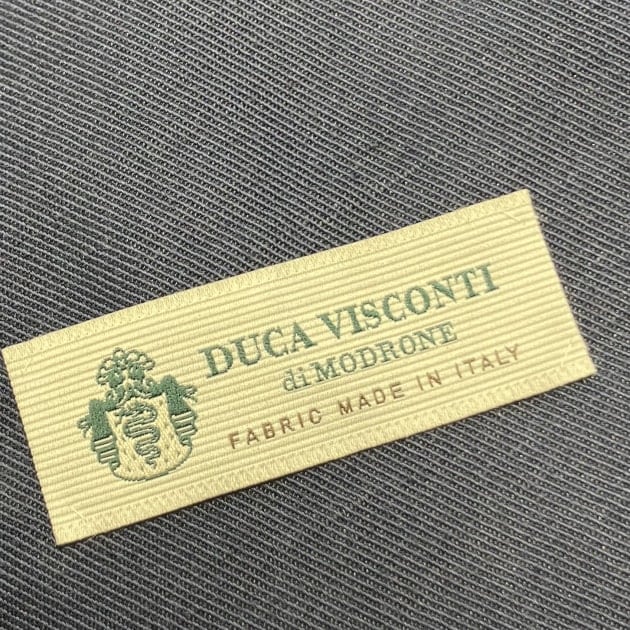 DUCA VISCONTI
di MODRONE
FABRIC MADE IN ITALY